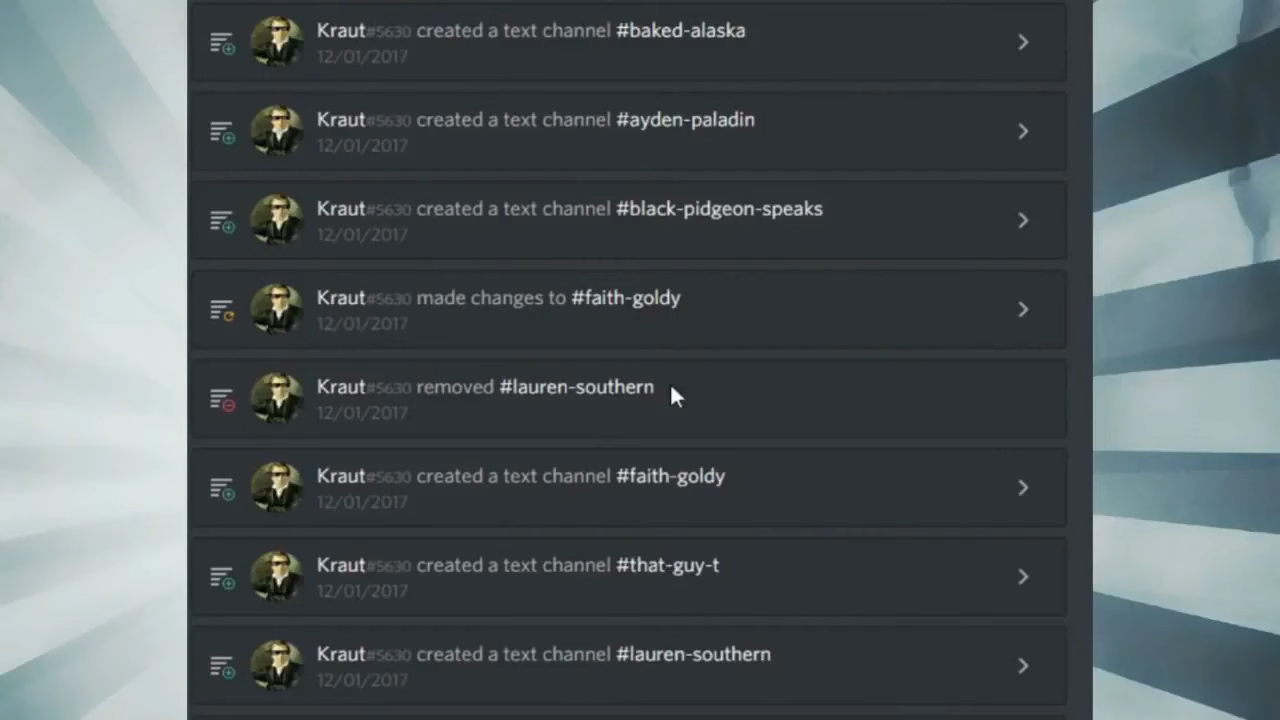 Kraut#5630 created a text channel #baked-alaska
12/01/2017
Kraut#5630 created a text channel #ayden-paladin
12/01/2017
Kraut#5630 created a text channel #black-pidgeon-speaks
12/01/2017
Kraut#5630 made changes to #faith-goldy
12/01/2017
Kraut#5630 removed #lauren-southern
12/01/2017
Kraut#5630 created a text channel #faith-goldy
12/01/2017
Kraut#5630 created a text channel #that-guy-t
12/01/2017
Kraut#5630 created a text channel #lauren-southern
12/01/2017